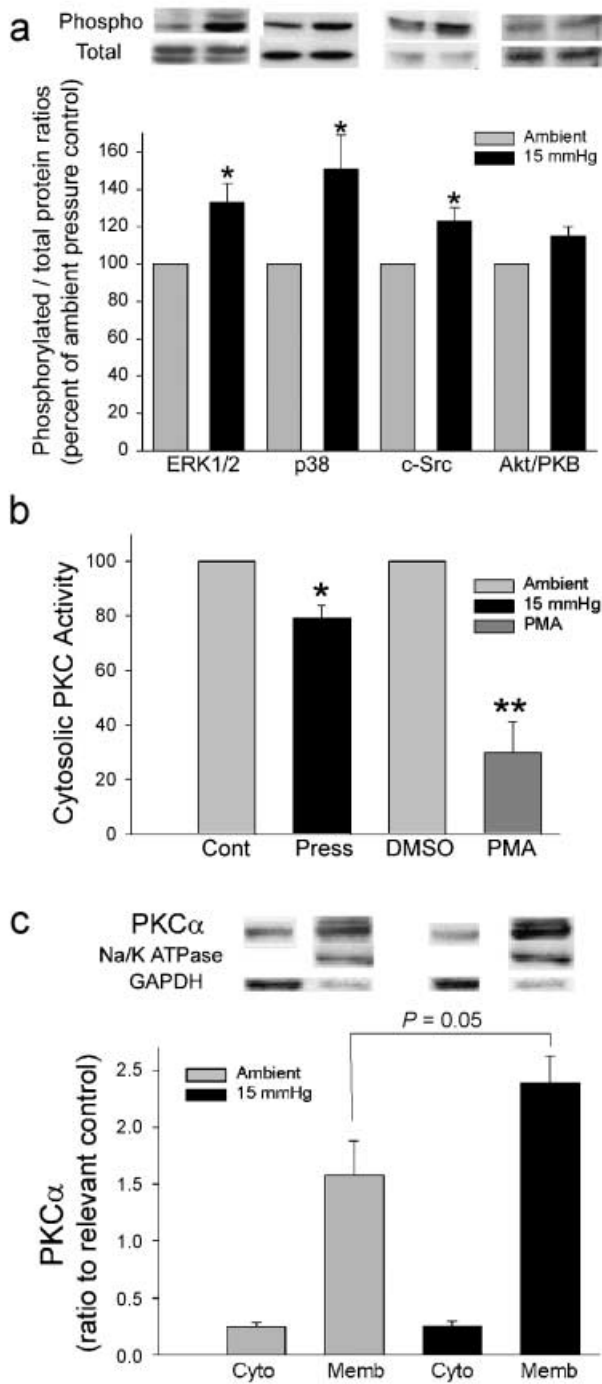 a
Phospho
Total
Phosphorylated / total protein ratios
(percent of ambient pressure control)
160
140
120
100
80
60
40
20
0
*
*
*
Ambient
15 mmHg
ERK1/2 p38 c-Src Akt/PKB
b
Cytosolic PKC Activity
100
80
60
40
20
0
*
**
Ambient
15 mmHg
PMA
Cont Press DMSO PMA
c
PKCα
Na/K ATPase
GAPDH
P = 0.05
Ambient
15 mmHg
PKCα
(ratio to relevant control)
2.5
2.0
1.5
1.0
0.5
0.0
Cyto Memb Cyto Memb